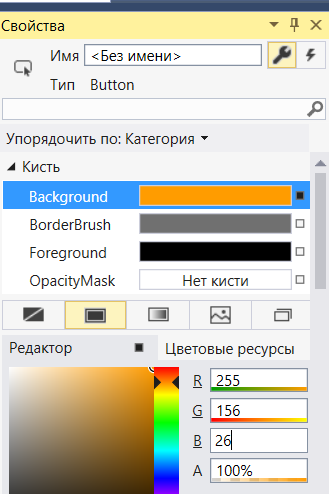 Свойства
Имя <Без имени>
Тип Button
Упорядочить по: Категория
Кисть
Background
BorderBrush
Foreground
OpacityMask Нет кисти
Редактор Цветовые ресурсы
R 255
G 156
B 26
A 100%